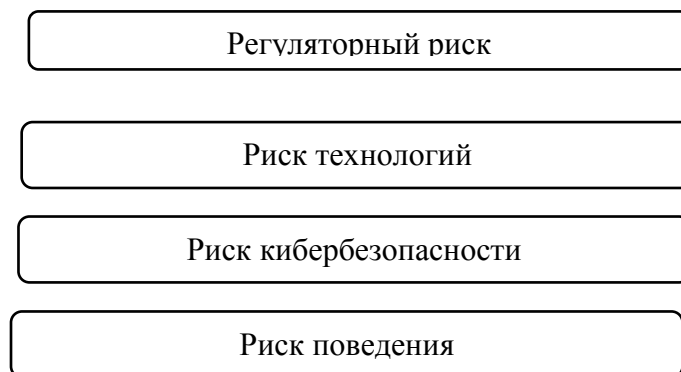 Регуляторный риск
Риск технологий
Риск кибербезопасности
Риск поведения